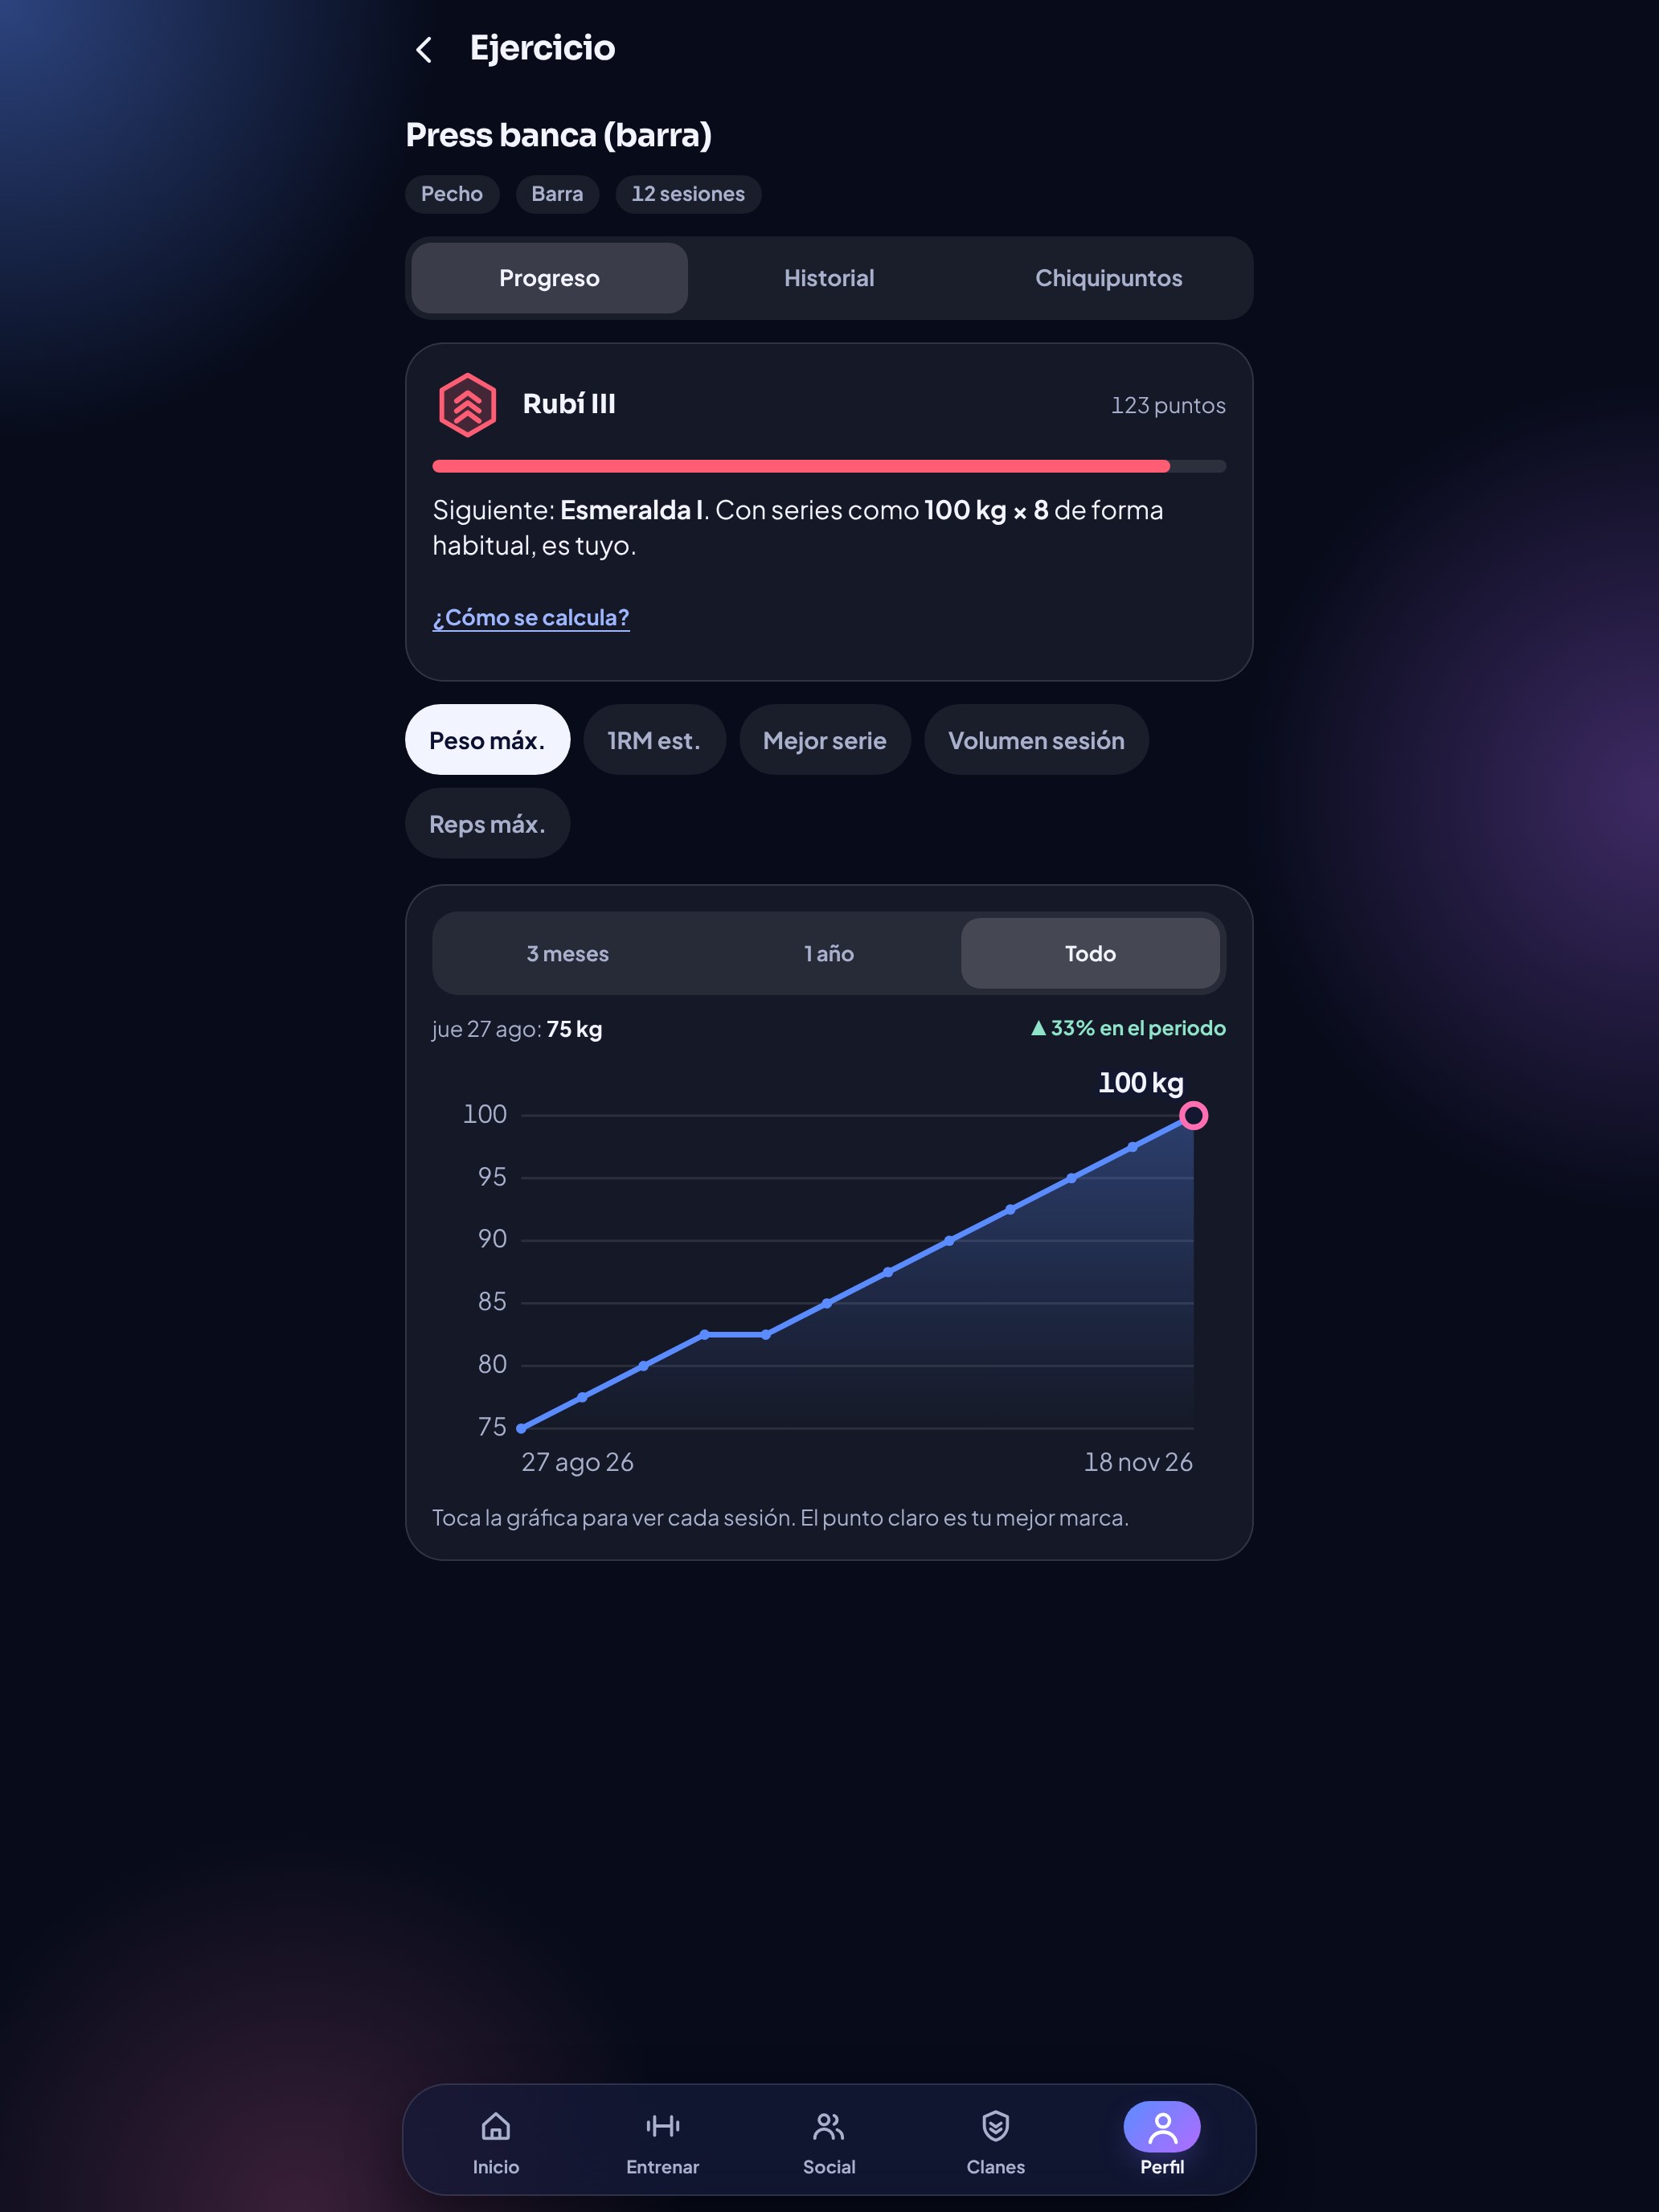 Ejercicio
Press banca (barra)
Pecho Barra 12 sesiones
Progreso Historial Chiquipuntos
Rubí III 123 puntos
Siguiente: Esmeralda I. Con series como 100 kg × 8 de forma
habitual, es tuyo.
¿Cómo se calcula?
Peso máx. 1RM est. Mejor serie Volumen sesión
Reps máx.
3 meses 1 año Todo
jue 27 ago: 75 kg ▲ 33% en el periodo
100 kg
100
95
90
85
80
75
27 ago 26 18 nov 26
Toca la gráfica para ver cada sesión. El punto claro es tu mejor marca.
Inicio Entrenar Social Clanes Perfil